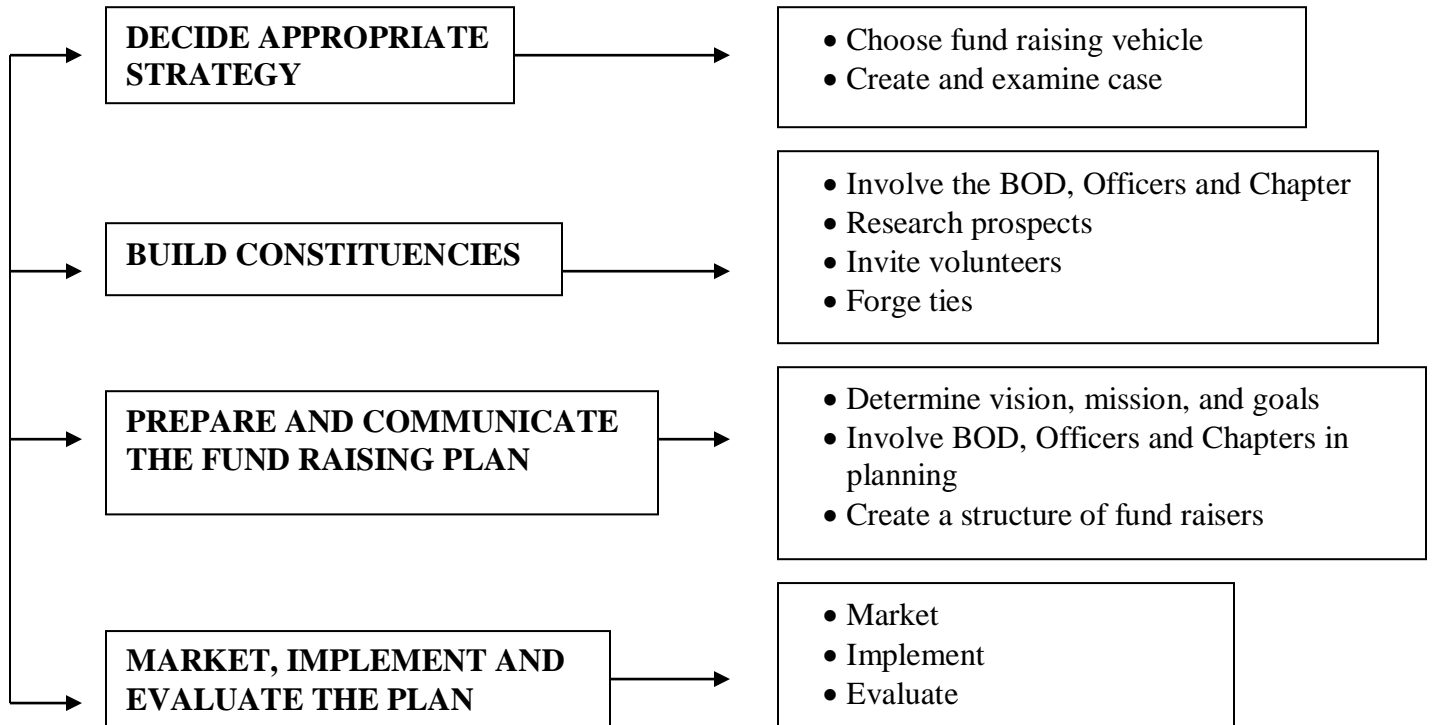 DECIDE APPROPRIATE
STRATEGY
• Choose fund raising vehicle
• Create and examine case
BUILD CONSTITUENCIES
• Involve the BOD, Officers and Chapter
• Research prospects
• Invite volunteers
• Forge ties
PREPARE AND COMMUNICATE
THE FUND RAISING PLAN
• Determine vision, mission, and goals
• Involve BOD, Officers and Chapters in
planning
• Create a structure of fund raisers
MARKET, IMPLEMENT AND
EVALUATE THE PLAN
• Market
• Implement
• Evaluate